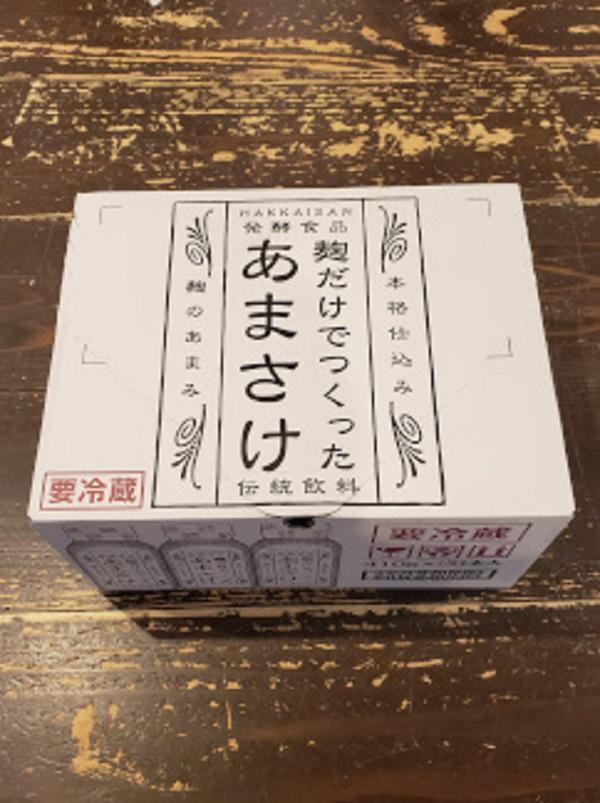 HAKKAISAN
発酵食品
麹だけでつくった
あまさけ
伝統飲料
本格仕込み
麹のあまみ
要冷蔵
要冷蔵